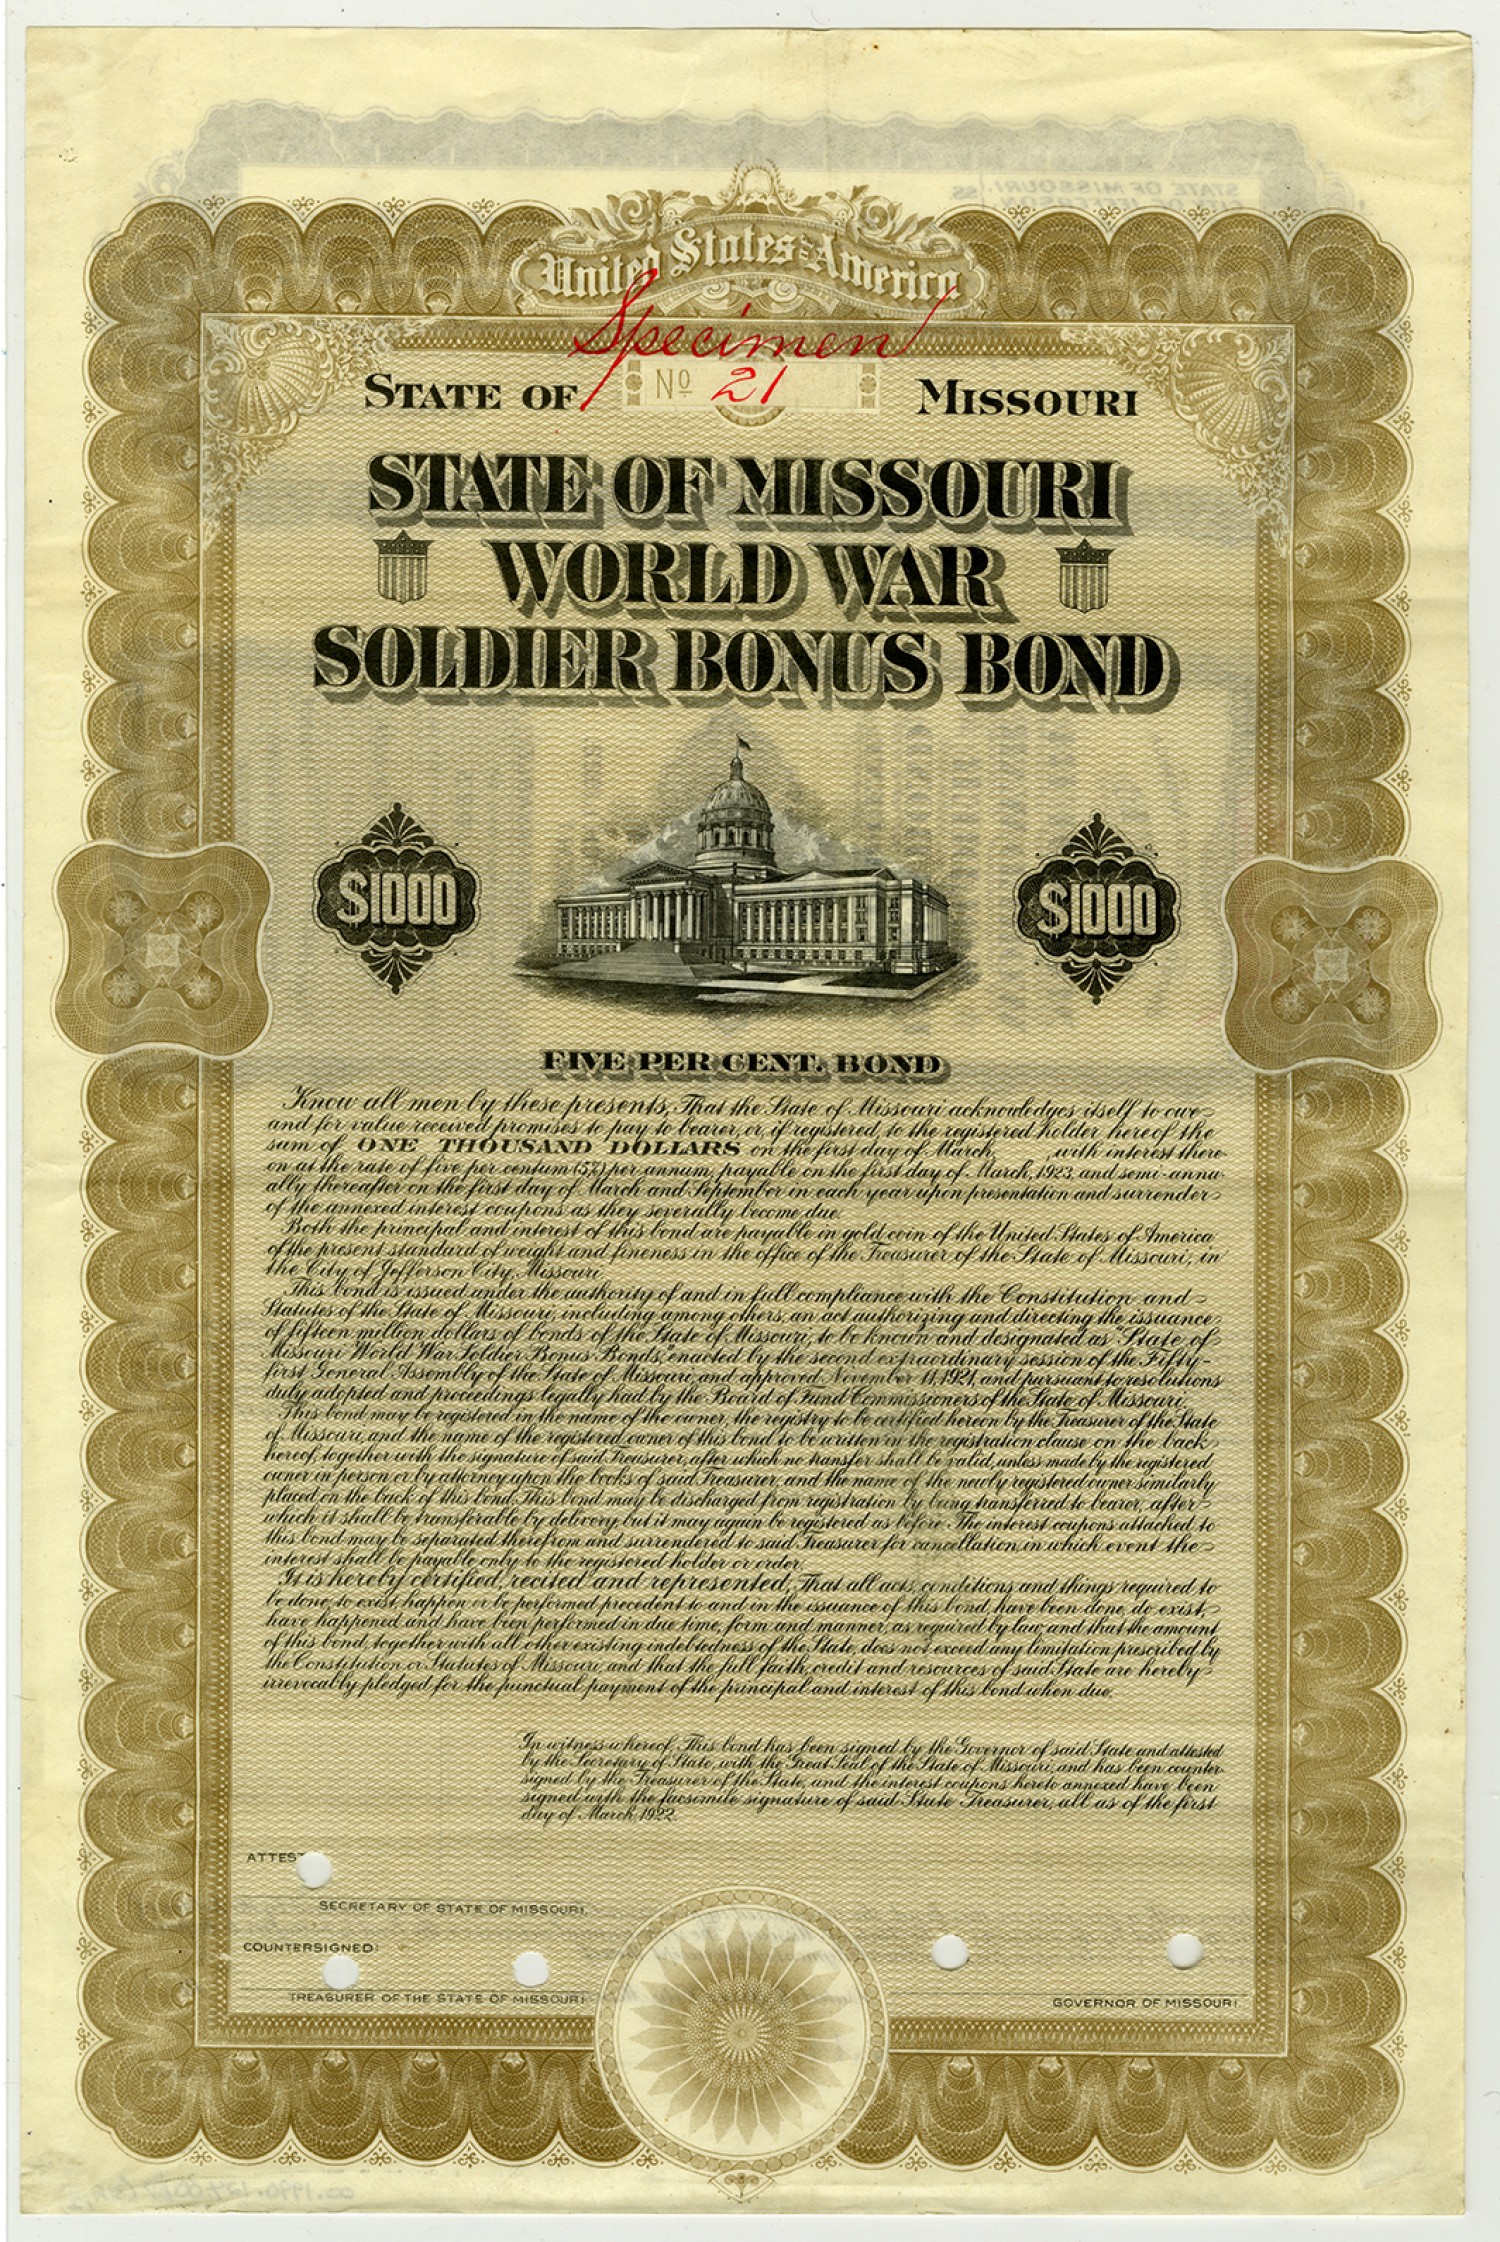 United States of America
Specimen
STATE OF No 21 MISSOURI
STATE OF MISSOURI
WORLD WAR
SOLDIER BONUS BOND
$1000 $1000
FIVE PER CENT. BOND
Know all men by these presents, That the State of Missouri acknowledges itself to owe
and for value received promises to pay to bearer, or, if registered, to the registered holder hereof the
sum of ONE THOUSAND DOLLARS on the first day of March, , with interest there-
on at the rate of five per centum (5%) per annum, payable on the first day of March, 1923, and semi-annu-
ally thereafter on the first day of March and September in each year upon presentation and surrender
of the annexed interest coupons as they severally become due.
Both the principal and interest of this bond are payable in gold coin of the United States of America
of the present standard of weight and fineness in the office of the Treasurer of the State of Missouri, in
the City of Jefferson City, Missouri.
This bond is issued under the authority of and in full compliance with the Constitution and
Statutes of the State of Missouri, including among others, an act authorizing and directing the issuance
of fifteen million dollars of bonds of the State of Missouri, to be known and designated as "State of
Missouri World War Soldier Bonus Bonds," enacted by the second extraordinary session of the Fifty-
first General Assembly of the State of Missouri, and approved November 11, 1921, and pursuant to resolutions
duly adopted and proceedings legally had by the Board of Fund Commissioners of the State of Missouri.
This bond may be registered in the name of the owner, the registry to be certified hereon by the Treasurer of the State
of Missouri, and the name of the registered owner of this bond to be written in the registration clause on the back
hereof, together with the signature of said Treasurer, after which no transfer shall be valid, unless made by the registered
owner in person or by attorney upon the books of said Treasurer, and the name of the newly registered owner similarly
placed on the back of this bond. This bond may be discharged from registration by being transferred to bearer, after
which it shall be transferable by delivery but it may again be registered as before. The interest coupons attached to
this bond may be separated therefrom and surrendered to said Treasurer for cancellation, in which event the
interest shall be payable only to the registered holder or order.
It is hereby certified, recited and represented, That all acts, conditions and things required to
be done, to exist, happen or be performed precedent to and in the issuance of this bond, have been done, do exist,
have happened and have been performed in due time, form and manner, as required by law, and that the amount
of this bond, together with all other existing indebtedness of the State, does not exceed any limitation prescribed by
the Constitution or Statutes of Missouri, and that the full faith, credit and resources of said State are hereby
irrevocably pledged for the punctual payment of the principal and interest of this bond when due.
In witness whereof, This bond has been signed by the Governor of said State and attested
by the Secretary of State, with the Great Seal of the State of Missouri, and has been counter-
signed by the Treasurer of the State, and the interest coupons hereto annexed have been
signed with the facsimile signature of said State Treasurer, all as of the first
day of March, 1922.
ATTEST
SECRETARY OF STATE OF MISSOURI.
COUNTERSIGNED:
TREASURER OF THE STATE OF MISSOURI
GOVERNOR OF MISSOURI